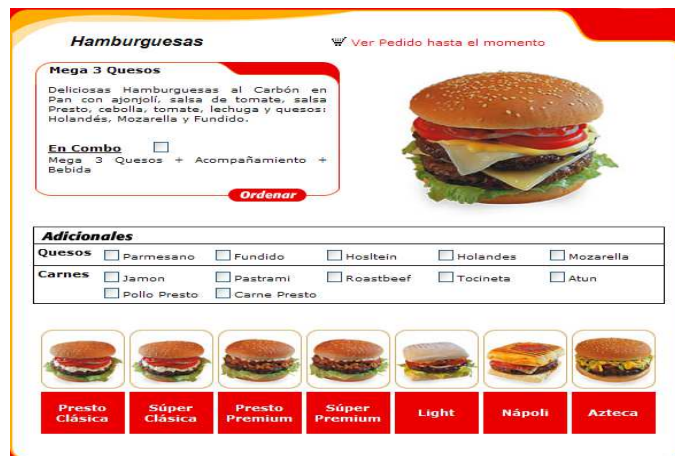 Hamburguesas
Ver Pedido hasta el momento
Mega 3 Quesos
Deliciosas Hamburguesas al Carbón en
Pan con ajonjolí, salsa de tomate, salsa
Presto, cebolla, tomate, lechuga y quesos:
Holandés, Mozarella y Fundido.
En Combo
Mega 3 Quesos + Acompañamiento +
Bebida
Ordenar
Adicionales
Quesos Parmesano Fundido Hosltein Holandes Mozarella
Carnes Jamon Pastrami Roastbeef Tocineta Atun
Pollo Presto Carne Presto
Presto Súper Presto Súper Light Nápoli Azteca
Clásica Clásica Premium Premium